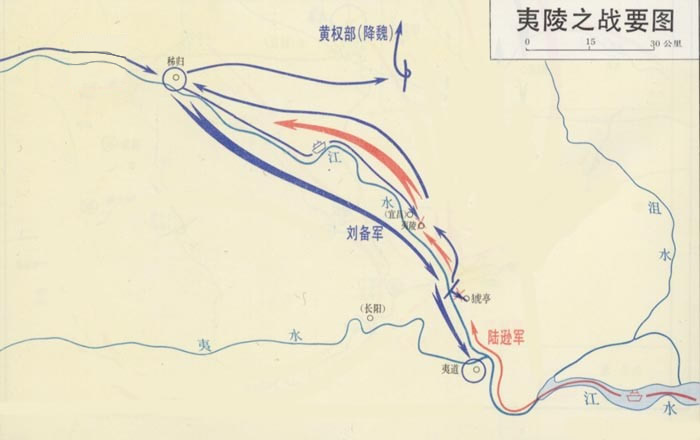 夷陵之战要图
0 15 30 公里
黄权部(降魏)
秭归
江
水
(宜昌)
夷陵
刘备军
沮
水
猇亭
(长阳)
陆逊军
夷
水
夷道
江
水